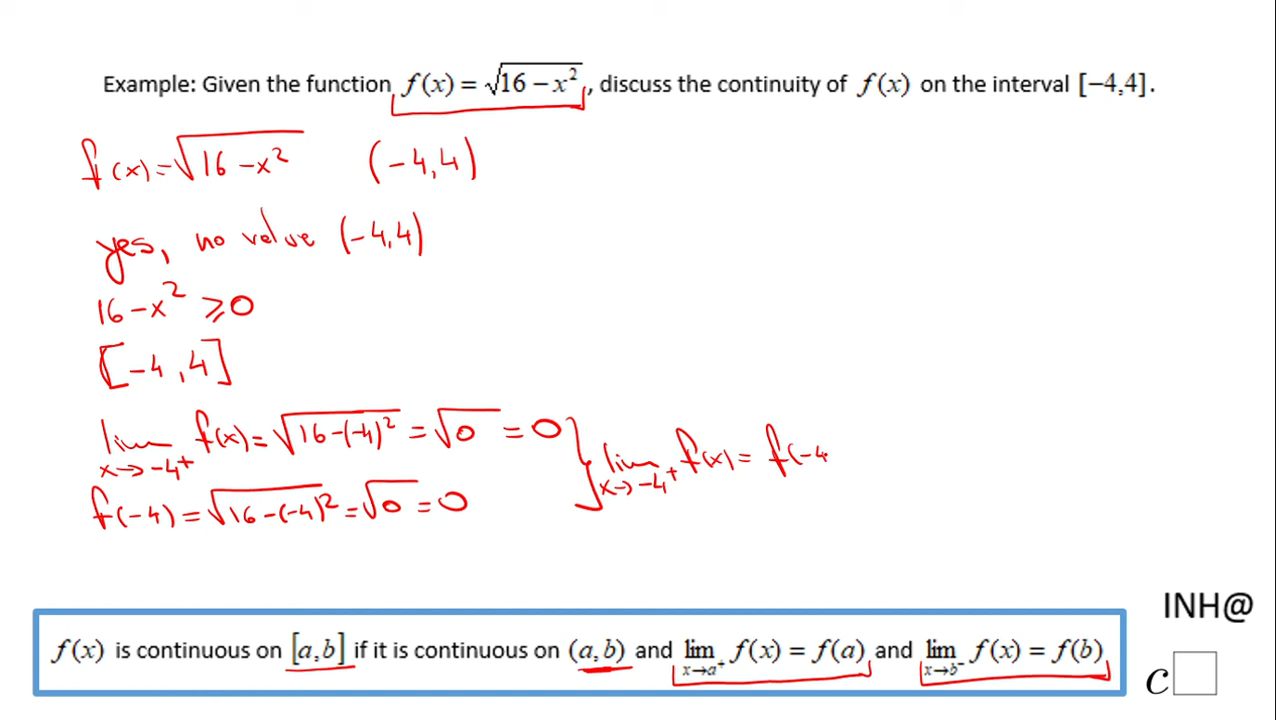 Example: Given the function f(x) = √(16 − x²), discuss the continuity of f(x) on the interval [−4,4].
f(x) = √(16 − x²) (−4,4)
yes, no value (−4,4)
16 − x² ≥ 0
[−4,4]
lim x→−4⁺ f(x) = √(16−(−4)²) = √0 = 0
f(−4) = √(16−(−4)²) = √0 = 0
lim x→−4⁺ f(x) = f(−4
INH@
f(x) is continuous on [a,b] if it is continuous on (a,b) and lim x→a⁺ f(x) = f(a) and lim x→b⁻ f(x) = f(b)
c